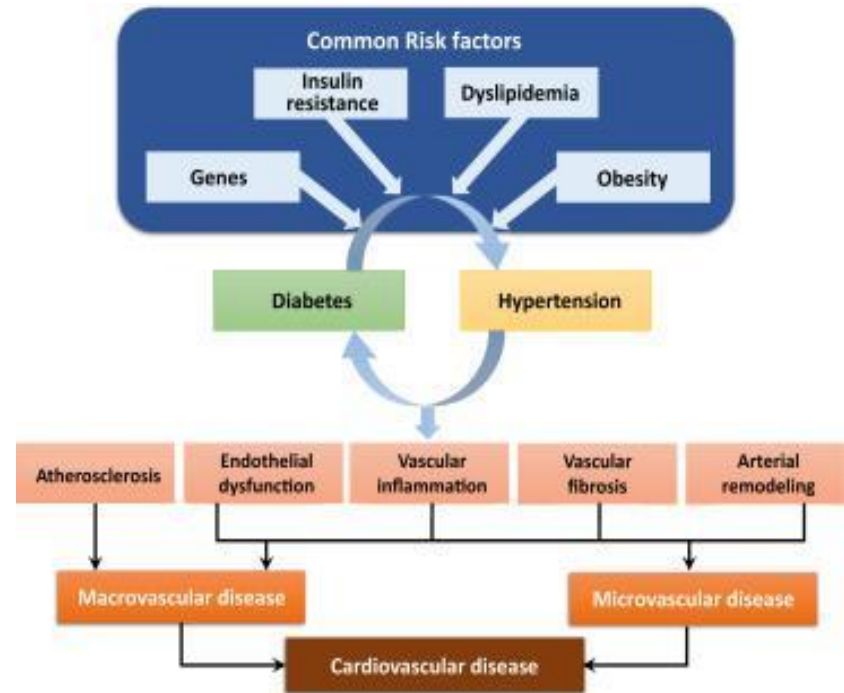 Common Risk factors
Insulin
resistance
Dyslipidemia
Genes
Obesity
Diabetes
Hypertension
Atherosclerosis
Endothelial
dysfunction
Vascular
inflammation
Vascular
fibrosis
Arterial
remodeling
Macrovascular disease
Microvascular disease
Cardiovascular disease